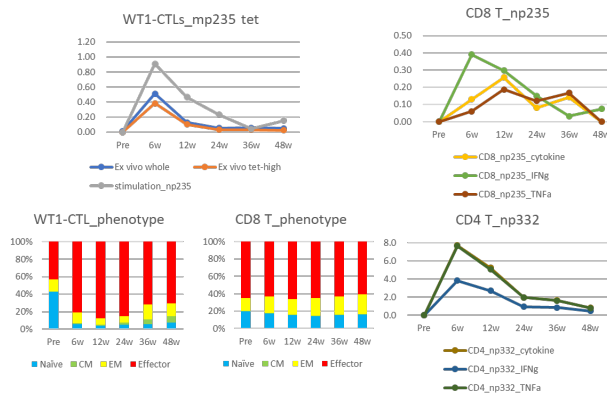 WT1-CTLs_mp235 tet
1.20
1.00
0.80
0.60
0.40
0.20
0.00
Pre 6w 12w 24w 36w 48w
Ex vivo whole Ex vivo tet-high
stimulation_np235
CD8 T_np235
0.50
0.40
0.30
0.20
0.10
0.00
Pre 6w 12w 24w 36w 48w
CD8_np235_cytokine
CD8_np235_IFNg
CD8_np235_TNFa
WT1-CTL_phenotype
100%
80%
60%
40%
20%
0%
Pre 6w 12w 24w 36w 48w
Naïve CM EM Effector
CD8 T_phenotype
100%
80%
60%
40%
20%
0%
Pre 6w 12w 24w 36w 48w
Naïve CM EM Effector
CD4 T_np332
8.0
6.0
4.0
2.0
0.0
Pre 6w 12w 24w 36w 48w
CD4_np332_cytokine
CD4_np332_IFNg
CD4_np332_TNFa